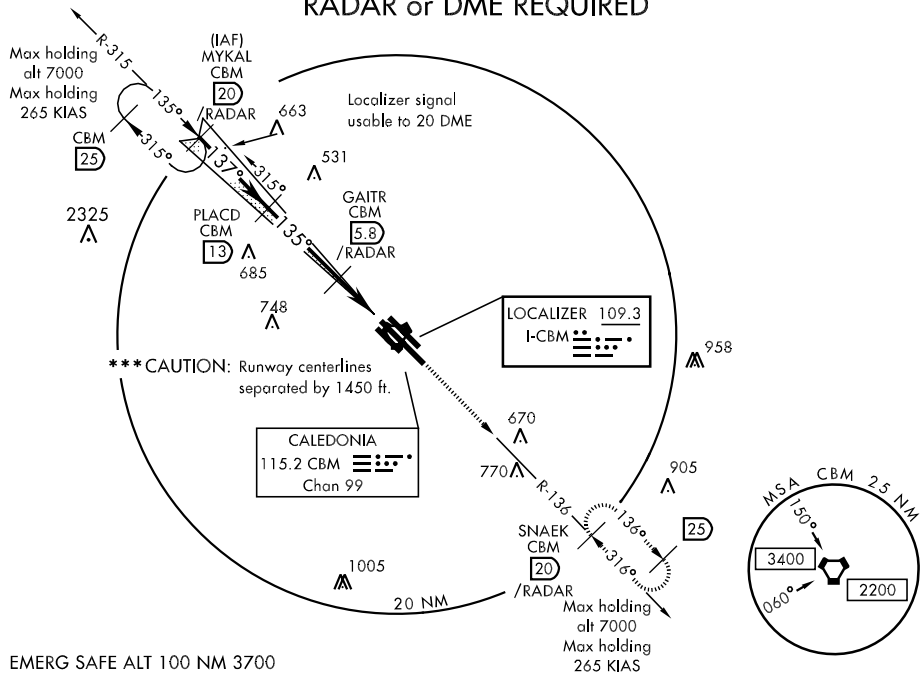 RADAR or DME REQUIRED
R-315
Max holding
alt 7000
Max holding
265 KIAS
(IAF)
MYKAL
CBM
20
/RADAR
135°
315°
CBM
25
663
Localizer signal
usable to 20 DME
137°
315°
531
2325
PLACD
CBM
13
685
135°
GAITR
CBM
5.8
/RADAR
748
LOCALIZER 109.3
I-CBM
958
***CAUTION: Runway centerlines
separated by 1450 ft.
CALEDONIA
115.2 CBM
Chan 99
670
770
R-136
905
SNAEK
CBM
20
/RADAR
136°
316°
25
Max holding
alt 7000
Max holding
265 KIAS
1005
20 NM
MSA CBM 25 NM
150°
3400
060°
2200
EMERG SAFE ALT 100 NM 3700